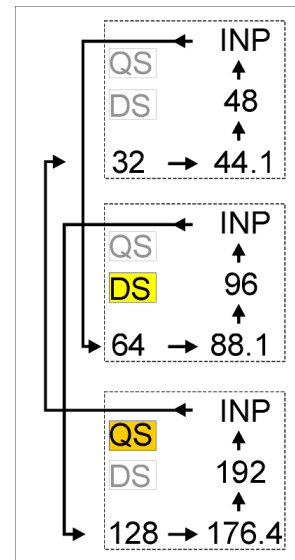 INP
QS
DS 48
32 44.1
INP
QS
DS 96
64 88.1
INP
QS
DS 192
128 176.4